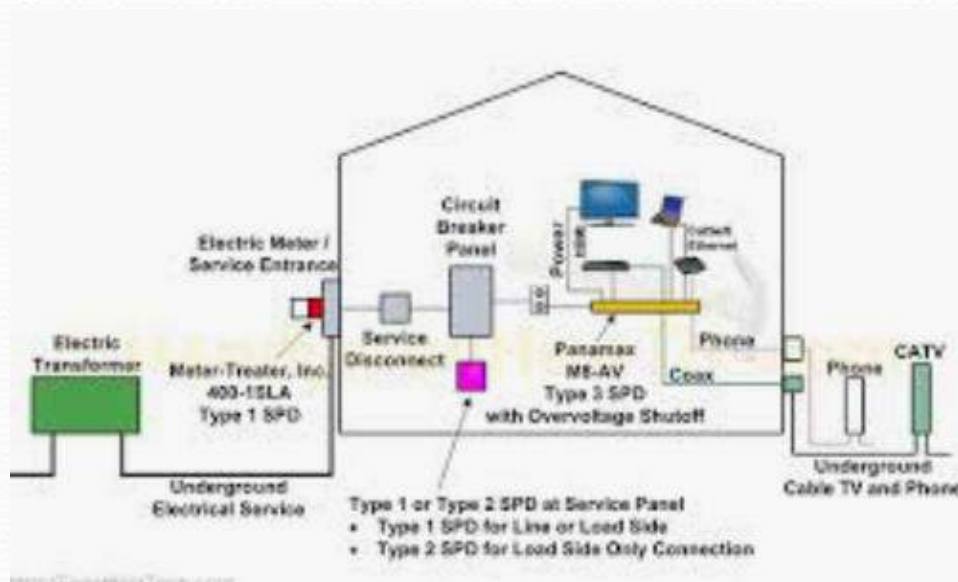 Circuit
Breaker
Panel
Electric Meter /
Service Entrance
Power
HDMI
Ethernet
Electric
Transformer
Service
Disconnect
Meter-Treater, Inc.
400-15LA
Type 1 SPD
Panamax
M8-AV
Type 3 SPD
with Overvoltage Shutoff
Phone
Coax
Phone
CATV
Underground
Electrical Service
Underground
Cable TV and Phone
Type 1 or Type 2 SPD at Service Panel
• Type 1 SPD for Line or Load Side
• Type 2 SPD for Load Side Only Connection